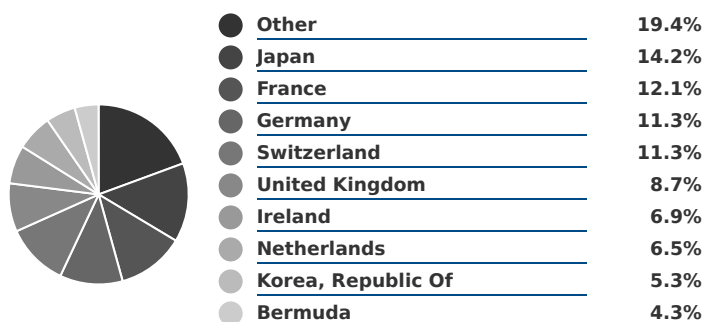 Other 19.4%
Japan 14.2%
France 12.1%
Germany 11.3%
Switzerland 11.3%
United Kingdom 8.7%
Ireland 6.9%
Netherlands 6.5%
Korea, Republic Of 5.3%
Bermuda 4.3%